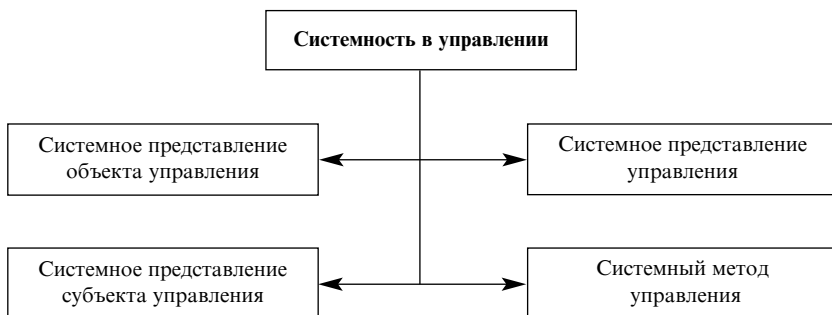 Системность в управлении
Системное представление
объекта управления
Системное представление
управления
Системное представление
субъекта управления
Системный метод
управления